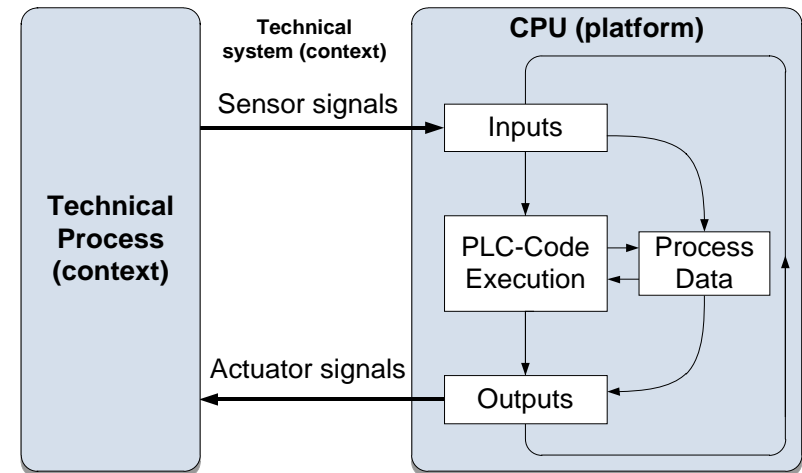 Technical
system (context)
CPU (platform)
Sensor signals
Inputs
Technical
Process
(context)
PLC-Code
Execution
Process
Data
Actuator signals
Outputs